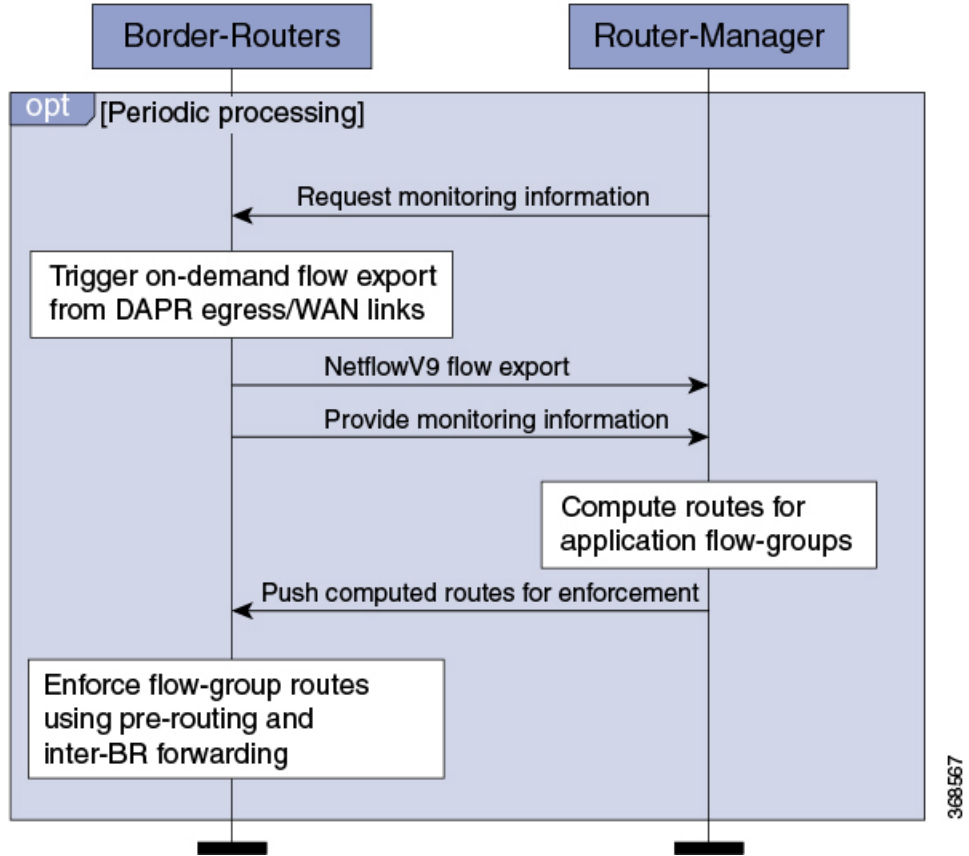 Border-Routers
Router-Manager
opt
[Periodic processing]
Request monitoring information
Trigger on-demand flow export
from DAPR egress/WAN links
NetflowV9 flow export
Provide monitoring information
Compute routes for
application flow-groups
Push computed routes for enforcement
Enforce flow-group routes
using pre-routing and
inter-BR forwarding
368567